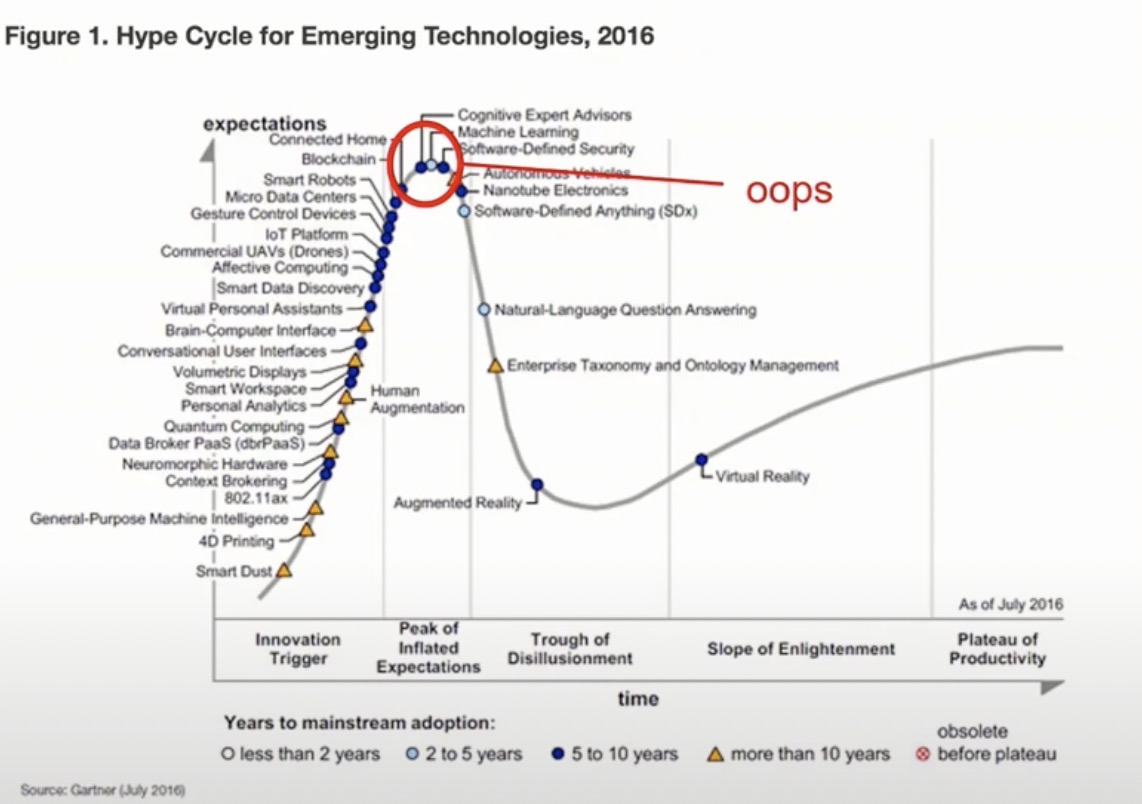 Figure 1. Hype Cycle for Emerging Technologies, 2016
expectations
Cognitive Expert Advisors
Machine Learning
Software-Defined Security
Autonomous Vehicles
Nanotube Electronics
Software-Defined Anything (SDx)
oops
Connected Home
Blockchain
Smart Robots
Micro Data Centers
Gesture Control Devices
IoT Platform
Commercial UAVs (Drones)
Affective Computing
Smart Data Discovery
Virtual Personal Assistants
Brain-Computer Interface
Conversational User Interfaces
Volumetric Displays
Smart Workspace
Personal Analytics
Quantum Computing
Data Broker PaaS (dbrPaaS)
Neuromorphic Hardware
Context Brokering
802.11ax
General-Purpose Machine Intelligence
4D Printing
Smart Dust
Human
Augmentation
Natural-Language Question Answering
Enterprise Taxonomy and Ontology Management
Augmented Reality
Virtual Reality
As of July 2016
Innovation
Trigger
Peak of
Inflated
Expectations
Trough of
Disillusionment
Slope of Enlightenment
Plateau of
Productivity
time
Years to mainstream adoption:
less than 2 years
2 to 5 years
5 to 10 years
more than 10 years
obsolete
before plateau
Source: Gartner (July 2016)